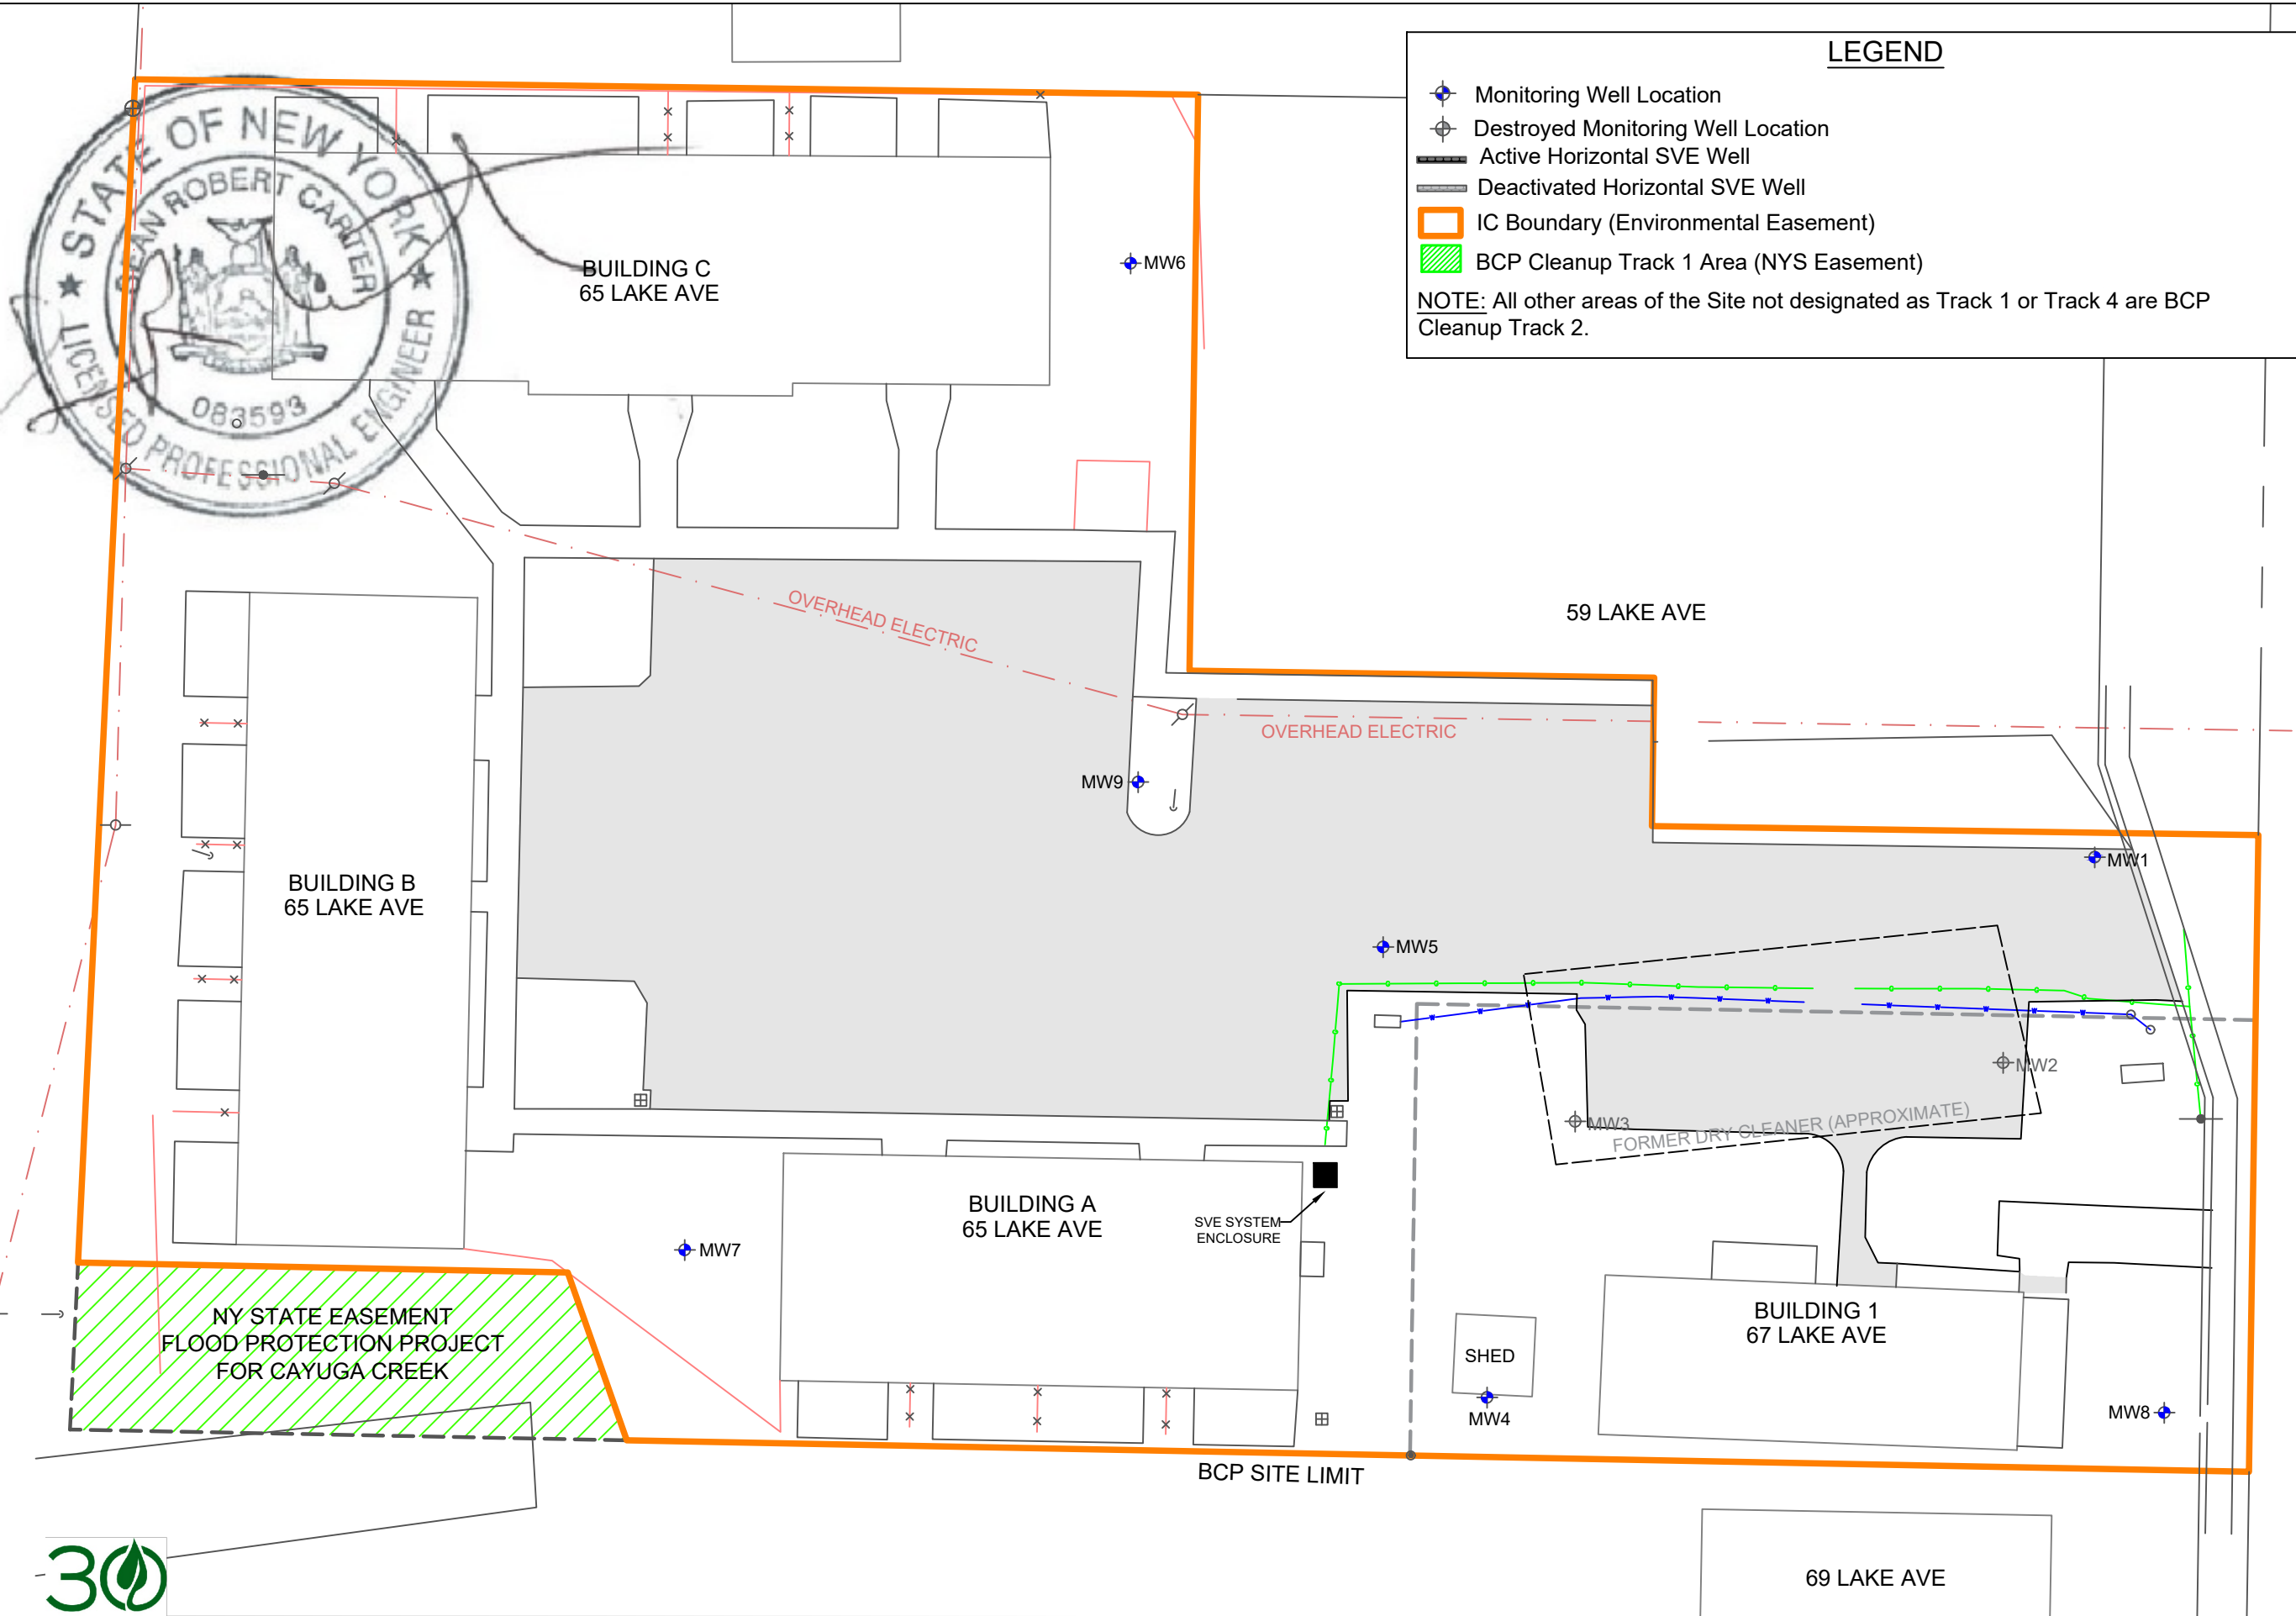 LEGEND
Monitoring Well Location
Destroyed Monitoring Well Location
Active Horizontal SVE Well
Deactivated Horizontal SVE Well
IC Boundary (Environmental Easement)
BCP Cleanup Track 1 Area (NYS Easement)
NOTE: All other areas of the Site not designated as Track 1 or Track 4 are BCP
Cleanup Track 2.
STATE OF NEW YORK
DEAN ROBERT CARTER
083593
LICENSED PROFESSIONAL ENGINEER
BUILDING C
65 LAKE AVE
MW6
59 LAKE AVE
OVERHEAD ELECTRIC
OVERHEAD ELECTRIC
MW9
MW1
BUILDING B
65 LAKE AVE
MW5
MW2
MW3
FORMER DRY CLEANER (APPROXIMATE)
BUILDING A
65 LAKE AVE
SVE SYSTEM
ENCLOSURE
MW7
NY STATE EASEMENT
FLOOD PROTECTION PROJECT
FOR CAYUGA CREEK
BUILDING 1
67 LAKE AVE
SHED
MW4
MW8
BCP SITE LIMIT
69 LAKE AVE
30